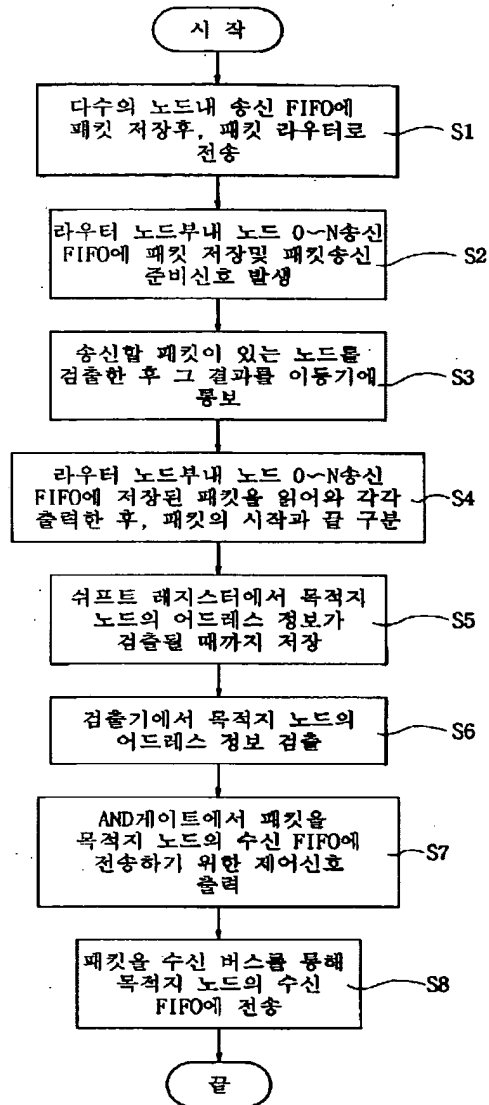 시 작
다수의 노드내 송신 FIFO에
패킷 저장후, 패킷 라우터로
전송
S1
라우터 노드부내 노드 0~N송신
FIFO에 패킷 저장및 패킷송신
준비신호 발생
S2
송신할 패킷이 있는 노드를
검출한 후 그 결과를 이동기에
통보
S3
라우터 노드부내 노드 0~N송신
FIFO에 저장된 패킷을 읽어와 각각
출력한 후, 패킷의 시작과 끝 구분
S4
쉬프트 레지스터에서 목적지
노드의 어드레스 정보가
검출될 때까지 저장
S5
검출기에서 목적지 노드의
어드레스 정보 검출
S6
AND게이트에서 패킷을
목적지 노드의 수신 FIFO에
전송하기 위한 제어신호
출력
S7
패킷을 수신 버스를 통해
목적지 노드의 수신
FIFO에 전송
S8
끝